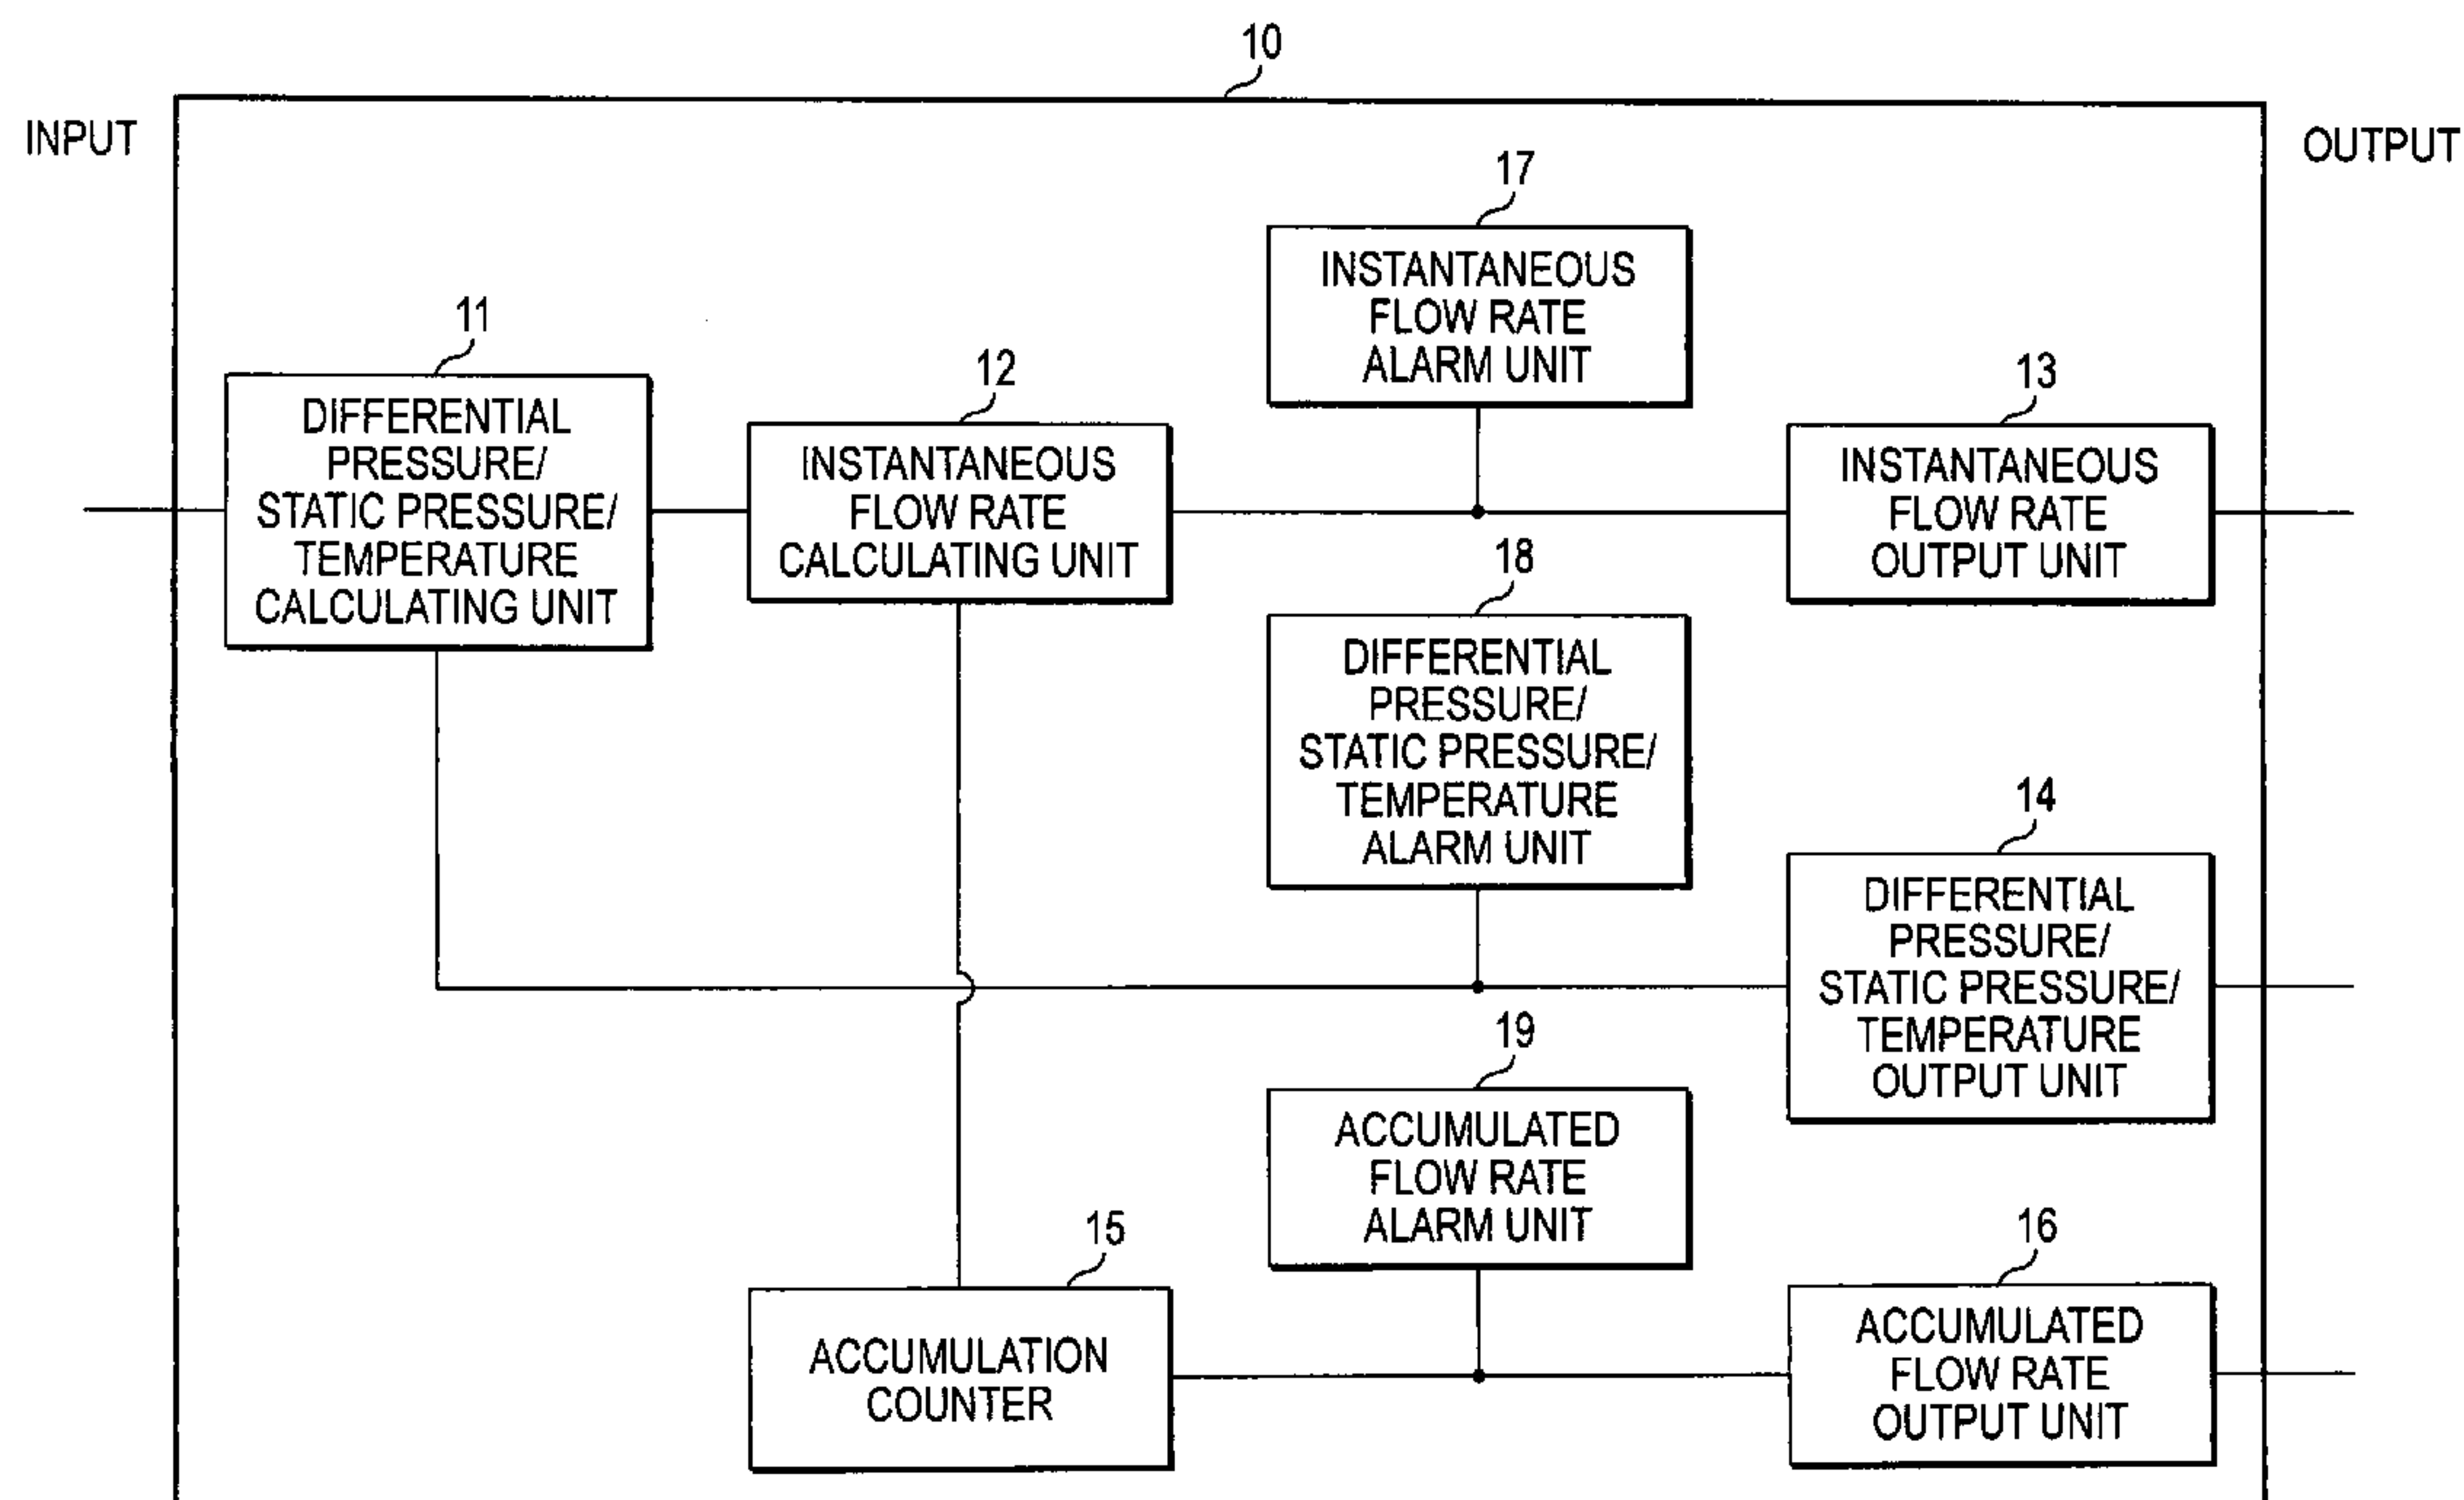 10
INPUT
OUTPUT
17
INSTANTANEOUS
FLOW RATE
ALARM UNIT
11
DIFFERENTIAL
PRESSURE/
STATIC PRESSURE/
TEMPERATURE
CALCULATING UNIT
12
INSTANTANEOUS
FLOW RATE
CALCULATING UNIT
13
INSTANTANEOUS
FLOW RATE
OUTPUT UNIT
18
DIFFERENTIAL
PRESSURE/
STATIC PRESSURE/
TEMPERATURE
ALARM UNIT
14
DIFFERENTIAL
PRESSURE/
STATIC PRESSURE/
TEMPERATURE
OUTPUT UNIT
19
ACCUMULATED
FLOW RATE
ALARM UNIT
15
ACCUMULATION
COUNTER
16
ACCUMULATED
FLOW RATE
OUTPUT UNIT